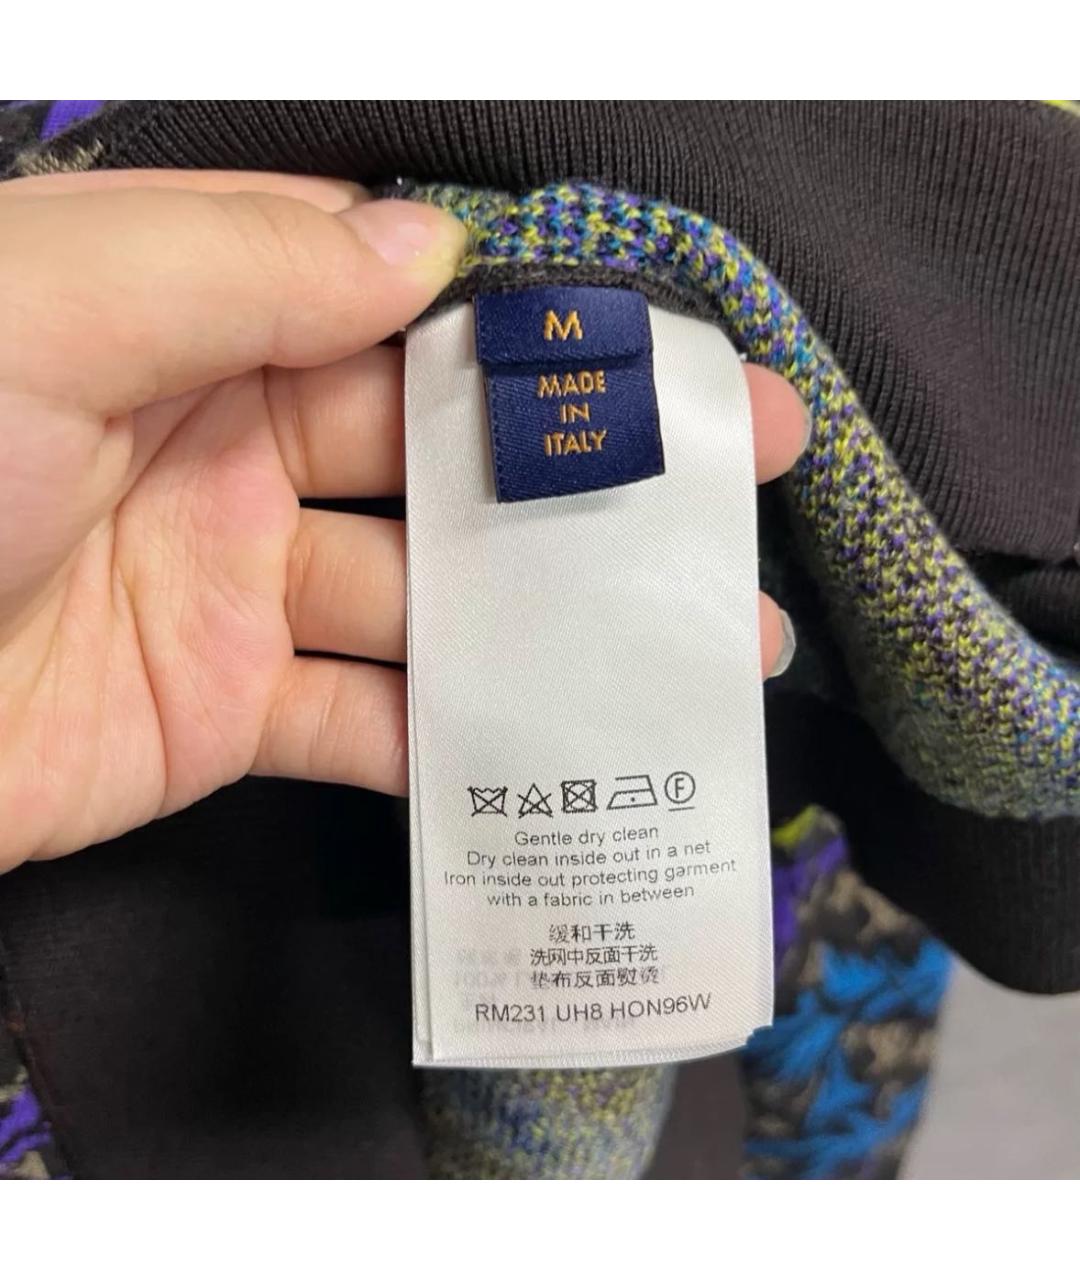 M
MADE
IN
ITALY
F
Gentle dry clean
Dry clean inside out in a net
Iron inside out protecting garment
with a fabric in between
缓和干洗
洗网中反面干洗
垫布反面熨烫
RM231 UH8 HON96W